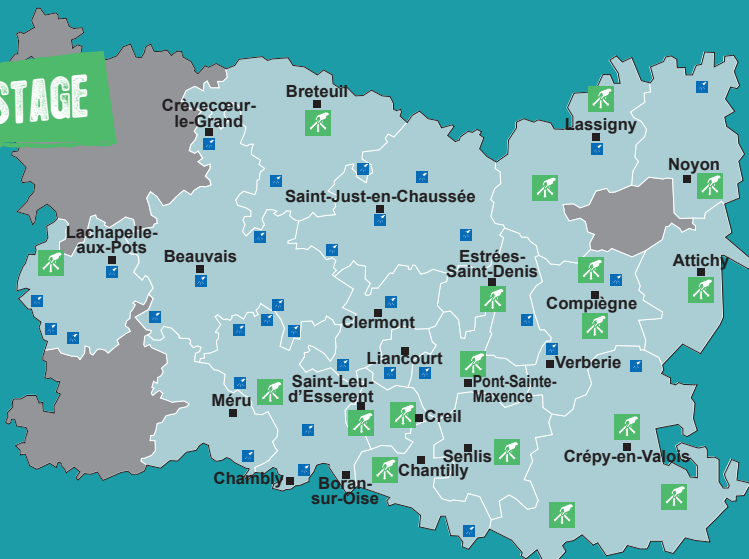 STAGE
Breteuil
Crèvecœur-
le-Grand
Lassigny
Noyon
Saint-Just-en-Chaussée
Lachapelle-
aux-Pots
Beauvais
Estrées-
Saint-Denis
Attichy
Compiègne
Clermont
Liancourt
Verberie
Saint-Leu-
d'Esserent
Pont-Sainte-
Maxence
Méru
Creil
Senlis
Crépy-en-Valois
Chantilly
Chambly
Boran-
sur-Oise